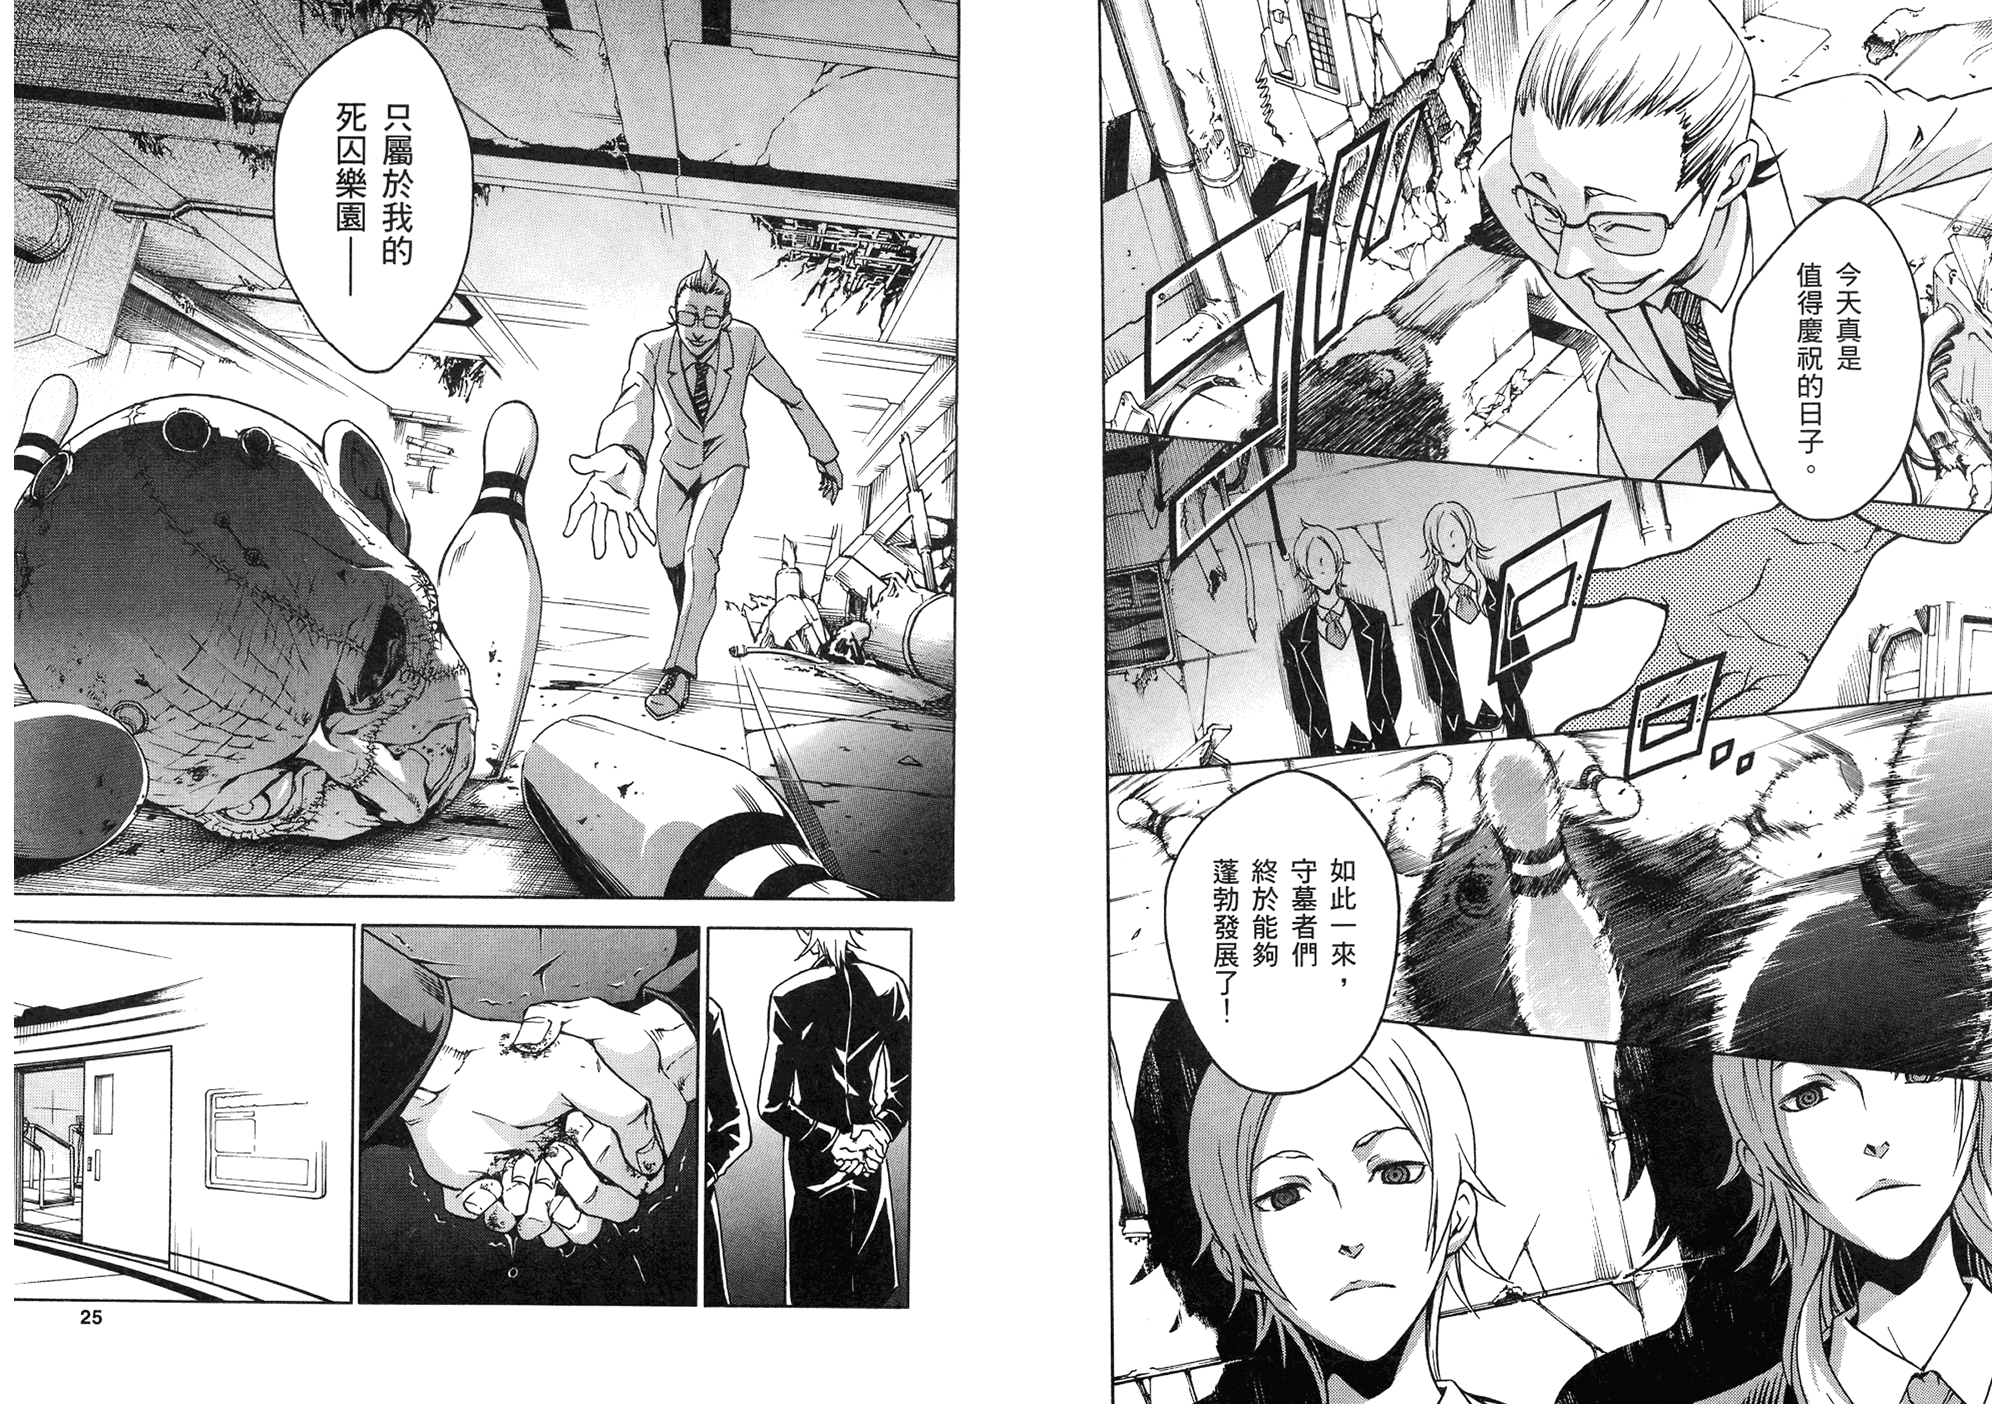 今天真是
值得慶祝的日子。
如此一來，
守墓者們
終於能夠
蓬勃發展了！
只屬於我的
死囚樂園——
25